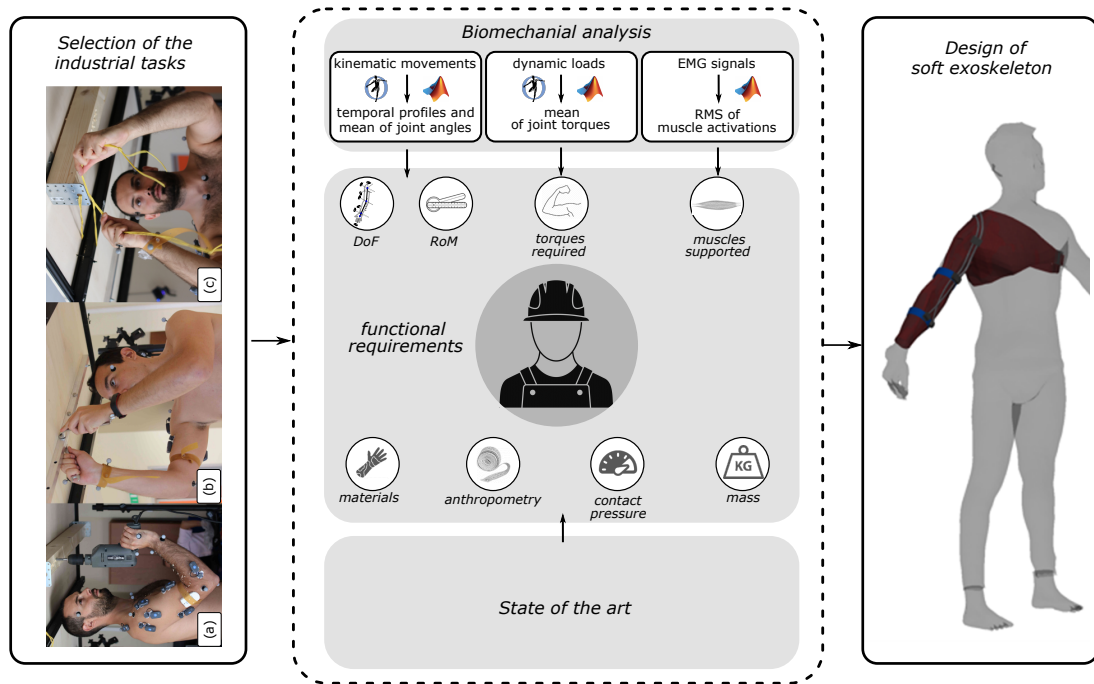 Selection of the
industrial tasks
(c)
(b)
(a)
Biomechanial analysis
kinematic movements
temporal profiles and
mean of joint angles
dynamic loads
mean
of joint torques
EMG signals
RMS of
muscle activations
DoF
RoM
torques
required
muscles
supported
functional
requirements
materials
anthropometry
contact
pressure
KG
mass
State of the art
Design of
soft exoskeleton